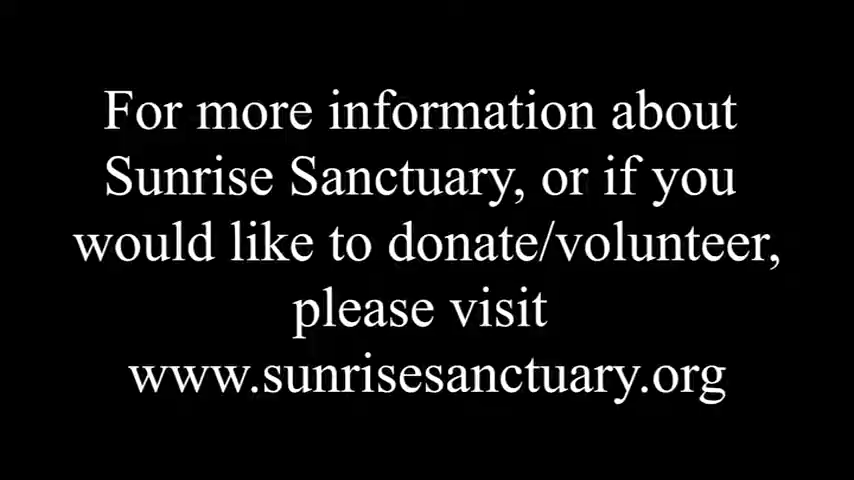 For more information about
Sunrise Sanctuary, or if you
would like to donate/volunteer,
please visit
www.sunrisesanctuary.org